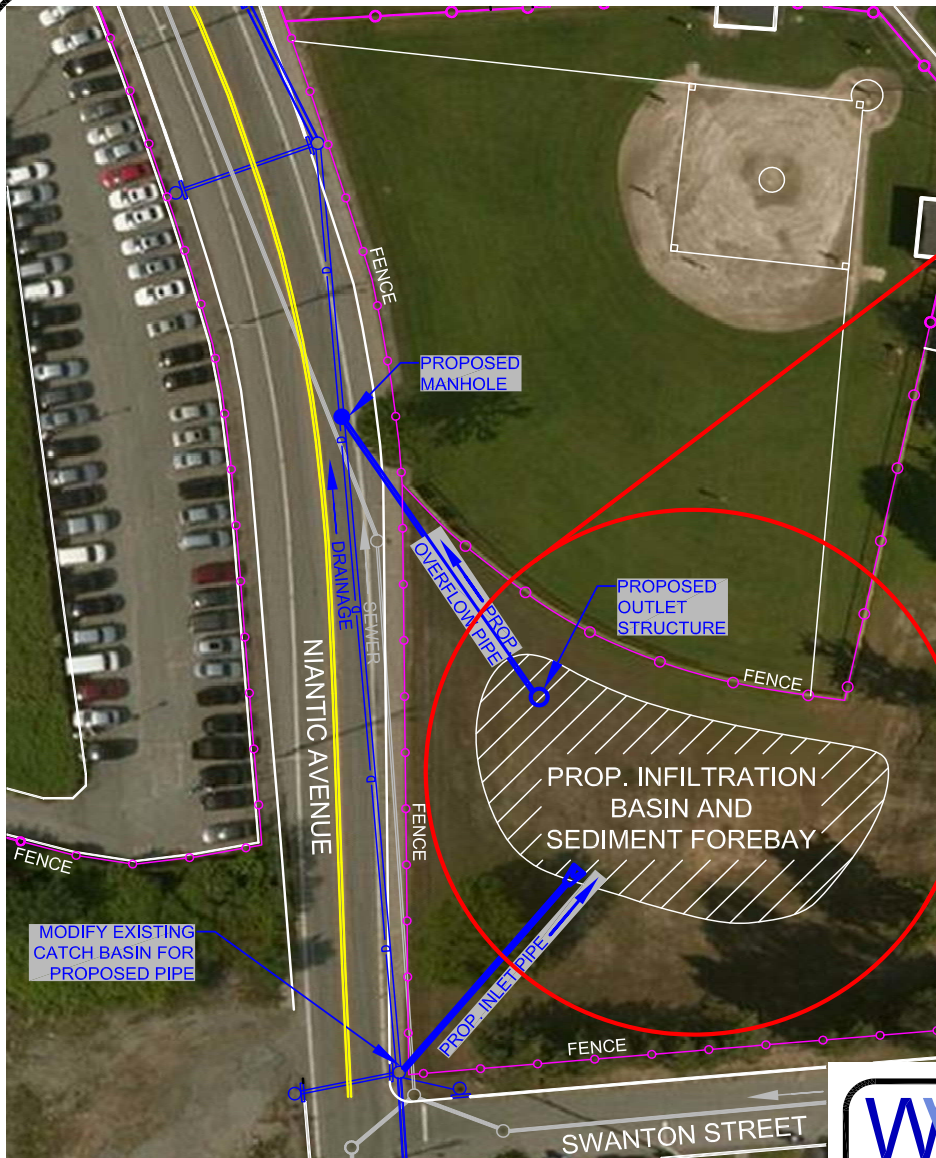 FENCE
PROPOSED
MANHOLE
DRAINAGE
SEWER
PROP.
OVERFLOW PIPE
PROPOSED
OUTLET
STRUCTURE
FENCE
NIANTIC AVENUE
PROP. INFILTRATION
BASIN AND
SEDIMENT FOREBAY
FENCE
FENCE
MODIFY EXISTING
CATCH BASIN FOR
PROPOSED PIPE
PROP. INLET PIPE
FENCE
SWANTON STREET